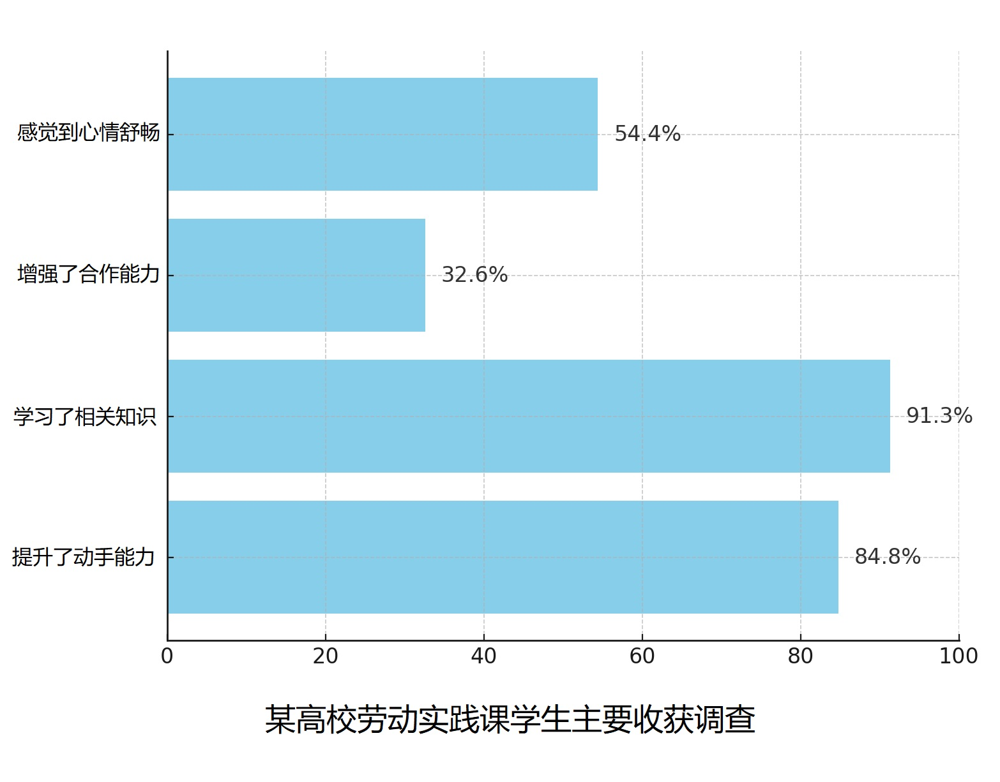 感觉到心情舒畅
54.4%
增强了合作能力
32.6%
学习了相关知识
91.3%
提升了动手能力
84.8%
0 20 40 60 80 100
某高校劳动实践课学生主要收获调查